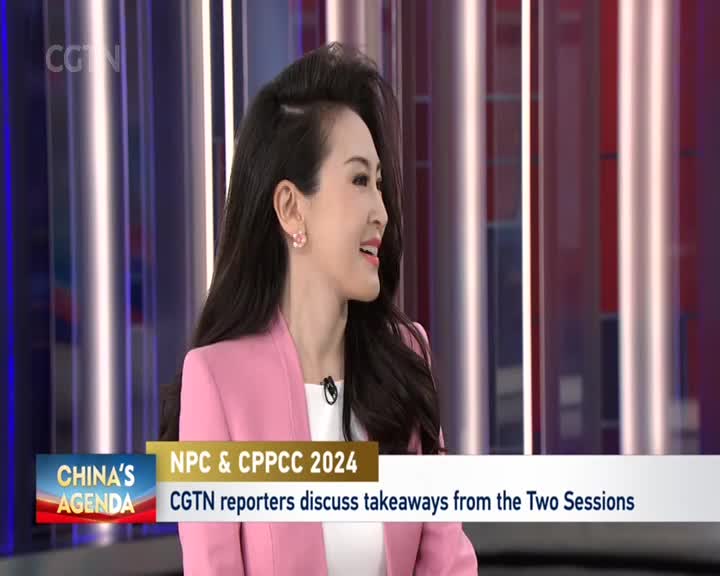 CGTN
NPC & CPPCC 2024
CHINA'S
AGENDA
CGTN reporters discuss takeaways from the Two Sessions